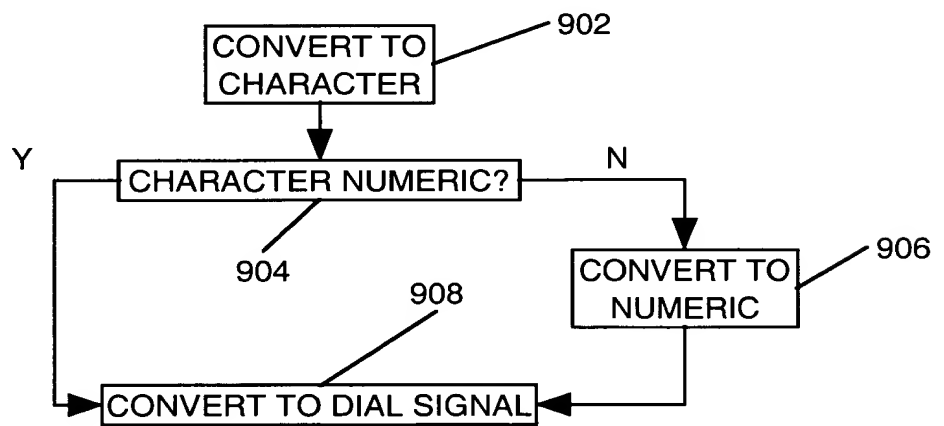 902
CONVERT TO
CHARACTER
Y
N
CHARACTER NUMERIC?
904
906
CONVERT TO
NUMERIC
908
CONVERT TO DIAL SIGNAL